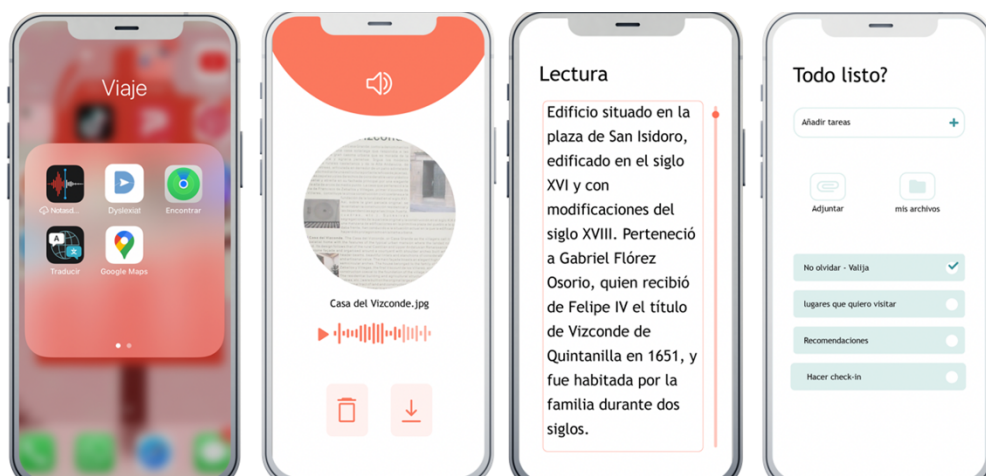 Viaje
Notxed...
Dyslexial
Encontrar
Traducir
Google Maps
Casa del Vizconde.jpg
Lectura
Edificio situado en la
plaza de San Isidoro,
edificado en el siglo
XVI y con
modificaciones del
siglo XVIII. Perteneció
a Gabriel Flórez
Osorio, quien recibió
de Felipe IV el título
de Vizconde de
Quintanilla en 1651, y
fue habitada por la
familia durante dos
siglos.
Todo listo?
Añadir tareas
Adjuntar
mis archivos
No olvidar - Valija
lugares que quiero visitar
Recomendaciones
Hacer check-in